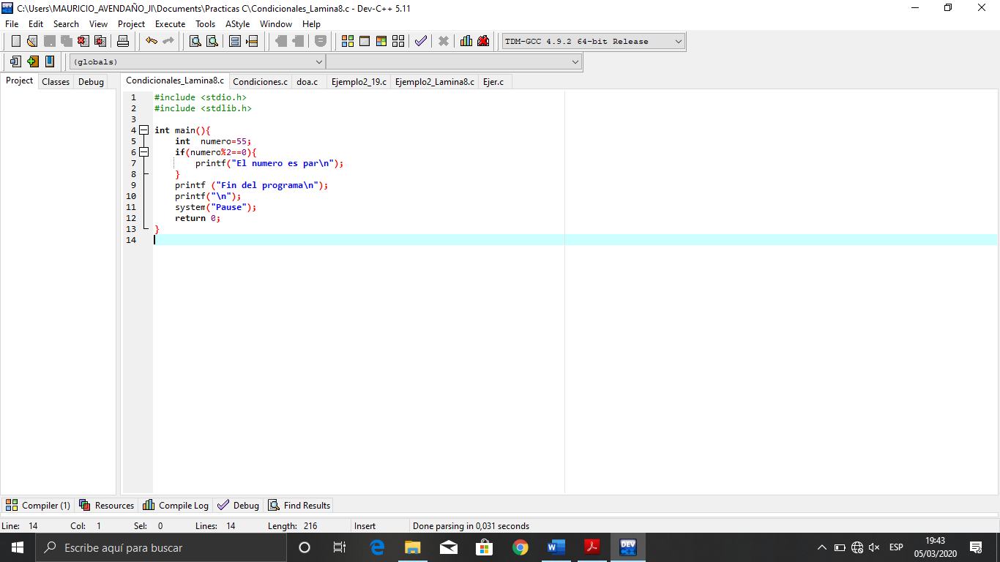 C:\Users\MAURICIO_AVENDAÑO_JI\Documents\Practicas C\Condicionales_Lamina8.c - Dev-C++ 5.11
File Edit Search View Project Execute Tools AStyle Window Help
TDM-GCC 4.9.2 64-bit Release
(globals)
Project Classes Debug
Condicionales_Lamina8.c Condiciones.c doa.c Ejemplo2_19.c Ejemplo2_Lamina8.c Ejer.c
1 #include <stdio.h>
2 #include <stdlib.h>
3
4 int main(){
5     int  numero=55;
6     if(numero%2==0){
7         printf("El numero es par\n");
8     }
9     printf ("Fin del programa\n");
10     printf("\n");
11     system("Pause");
12     return 0;
13 }
14
Compiler (1) Resources Compile Log Debug Find Results
Line: 14 Col: 1 Sel: 0 Lines: 14 Length: 216 Insert Done parsing in 0,031 seconds
Escribe aquí para buscar
ESP
19:43
05/03/2020